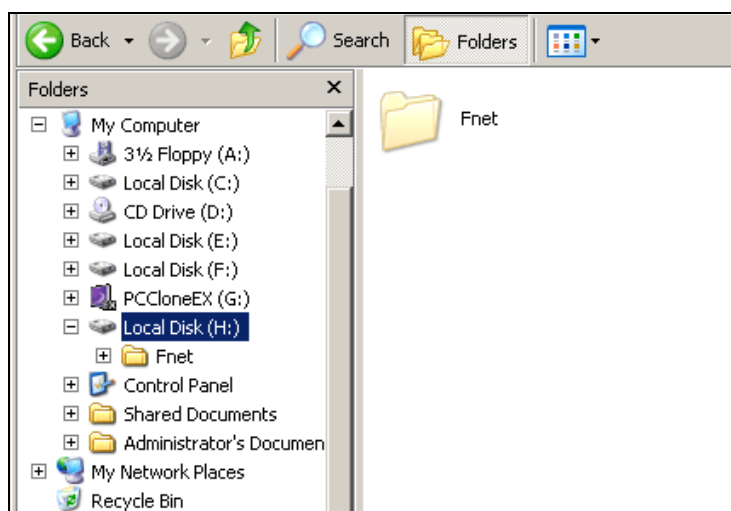 Back Search Folders
Folders
My Computer
3½ Floppy (A:)
Local Disk (C:)
CD Drive (D:)
Local Disk (E:)
Local Disk (F:)
PCCloneEX (G:)
Local Disk (H:)
Fnet
Control Panel
Shared Documents
Administrator's Documen
My Network Places
Recycle Bin
Fnet